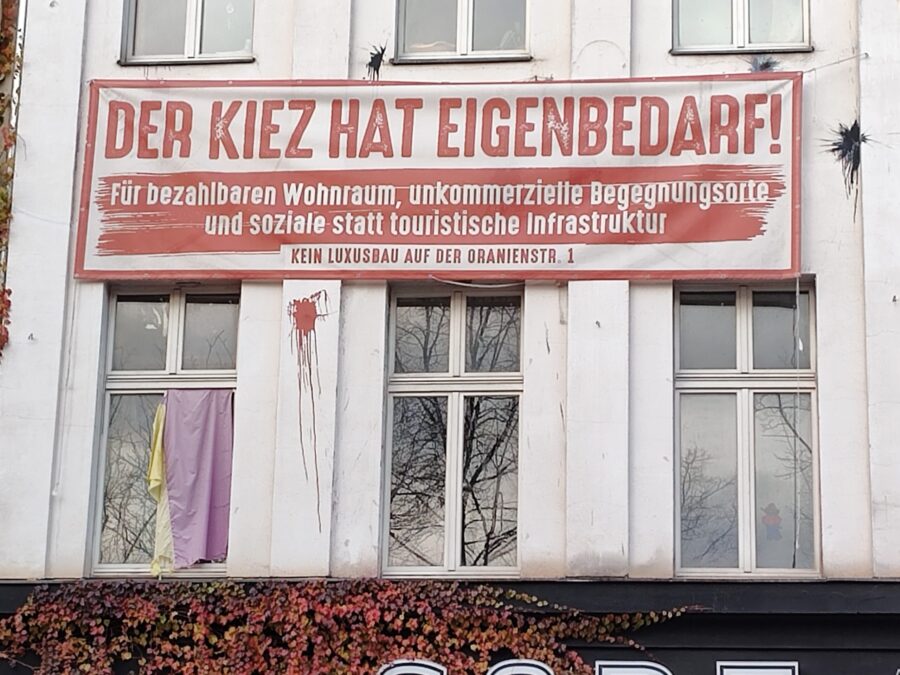 DER KIEZ HAT EIGENBEDARF!
Für bezahlbaren Wohnraum, unkommerzielle Begegnungsorte
und soziale statt touristische Infrastruktur
KEIN LUXUSBAU AUF DER ORANIENSTR. 1